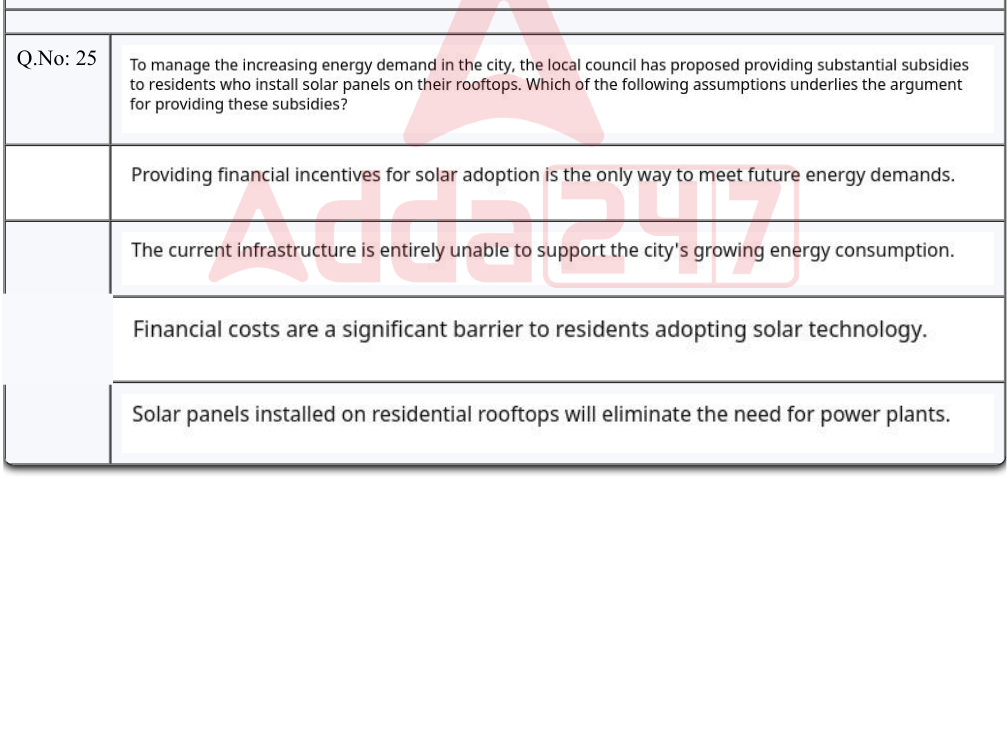 Q.No: 25
To manage the increasing energy demand in the city, the local council has proposed providing substantial subsidies
to residents who install solar panels on their rooftops. Which of the following assumptions underlies the argument
for providing these subsidies?
Providing financial incentives for solar adoption is the only way to meet future energy demands.
Adda247
The current infrastructure is entirely unable to support the city's growing energy consumption.
Financial costs are a significant barrier to residents adopting solar technology.
Solar panels installed on residential rooftops will eliminate the need for power plants.